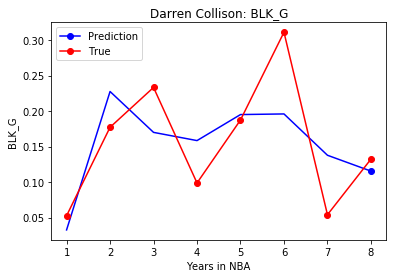 Darren Collison: BLK_G
Prediction
True
0.30
0.25
0.20
0.15
0.10
0.05
BLK_G
1 2 3 4 5 6 7 8
Years in NBA